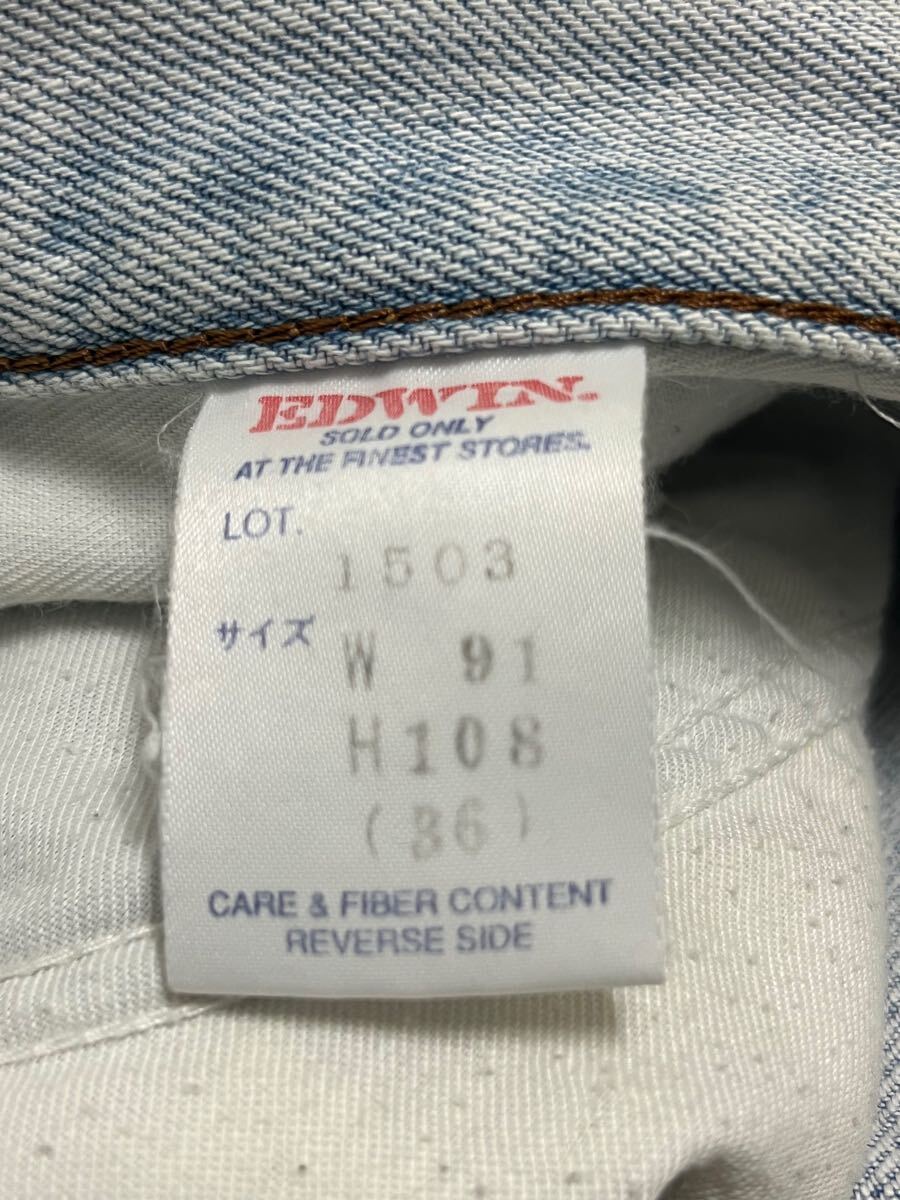 EDWIN.
SOLD ONLY
AT THE FINEST STORES.
LOT.
1503
サイズ W 91
H108
(36)
CARE & FIBER CONTENT
REVERSE SIDE